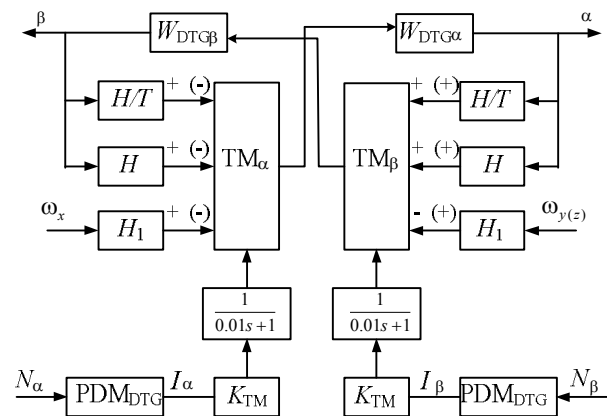 β W_DTGβ W_DTGα α
H/T + (-) + (+) H/T
H + (-) TM_α TM_β + (+) H
ω_x H_1 + (-) - (+) H_1 ω_y(z)
1/(0.01s+1) 1/(0.01s+1)
N_α PDM_DTG I_α K_TM K_TM I_β PDM_DTG N_β